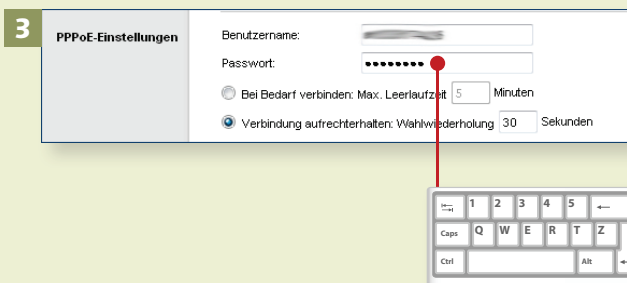 3
PPPoE-Einstellungen
Benutzername:
Passwort: ••••••••
Bei Bedarf verbinden: Max. Leerlaufzeit 5 Minuten
Verbindung aufrechterhalten: Wahlwiederholung 30 Sekunden
1 2 3 4 5 ←
Caps Q W E R T Z
Ctrl Alt